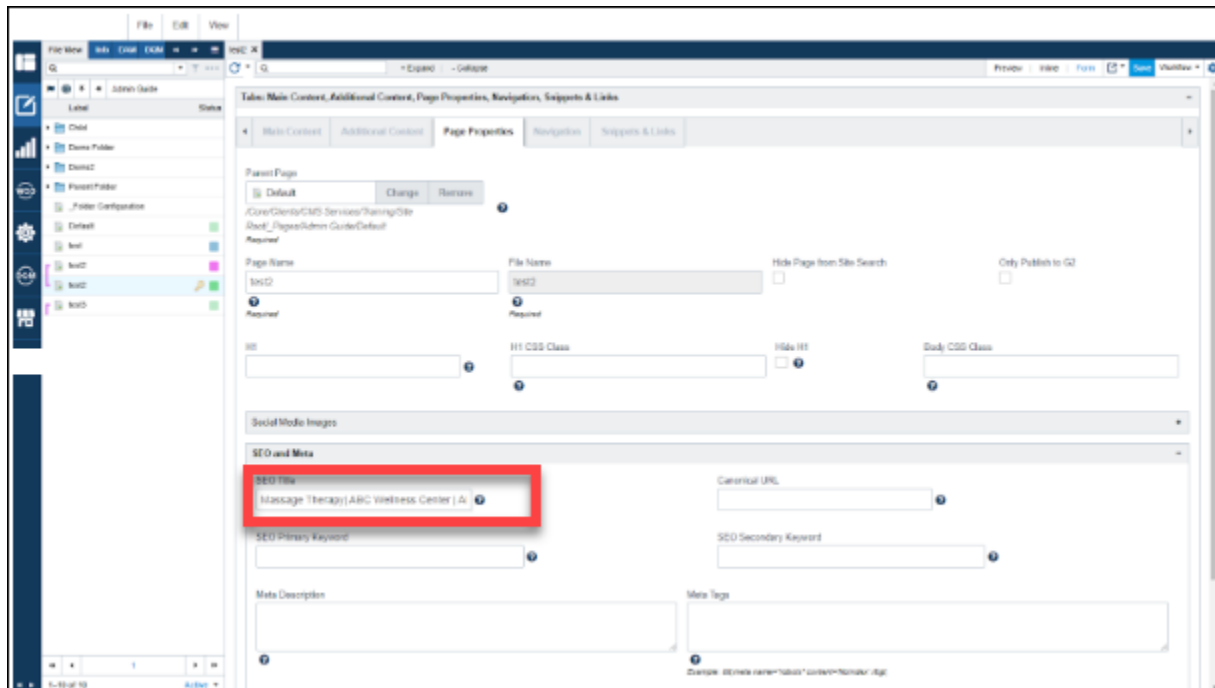 File Edit View
File View Info DAM DGM test2 X
+ Expand - Collapse Preview Inline Form Save Workflow
Admin Guide
Label Status
Tabs: Main Content, Additional Content, Page Properties, Navigation, Snippets & Links
Child
Main Content Additional Content Page Properties Navigation Snippets & Links
Demo Folder
Demo2
Parent Folder
Parent Page
_Folder Configuration
Default Change Remove
Default
/Core/Clients/CMS Services/Training/Site
Root/_Pages/Admin Guide/Default
Required
test
test2
test2
test3
Page Name File Name Hide Page from Site Search Only Publish to G2
test2 test2
Required Required
H1 H1 CSS Class Hide H1 Body CSS Class
Social Media Images
SEO and Meta
SEO Title Canonical URL
Massage Therapy| ABC Wellness Center | A
SEO Primary Keyword SEO Secondary Keyword
Meta Description Meta Tags
1
1-10 of 10 Active